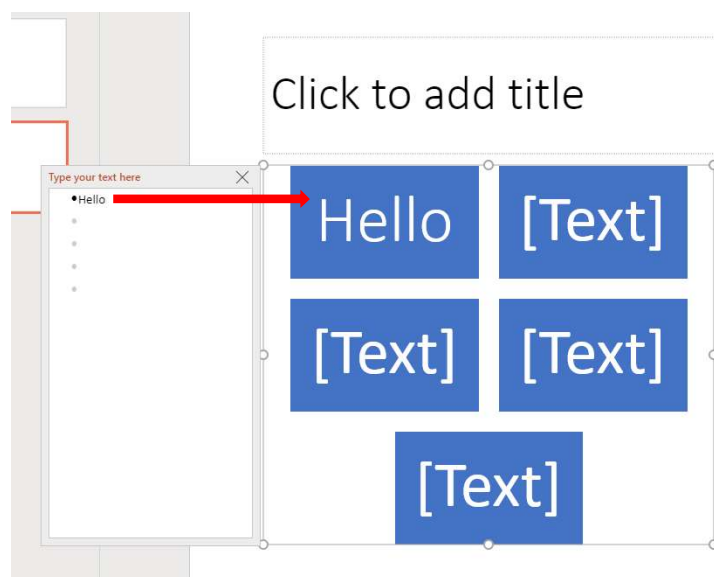 Click to add title
Type your text here
Hello
Hello
[Text]
[Text]
[Text]
[Text]